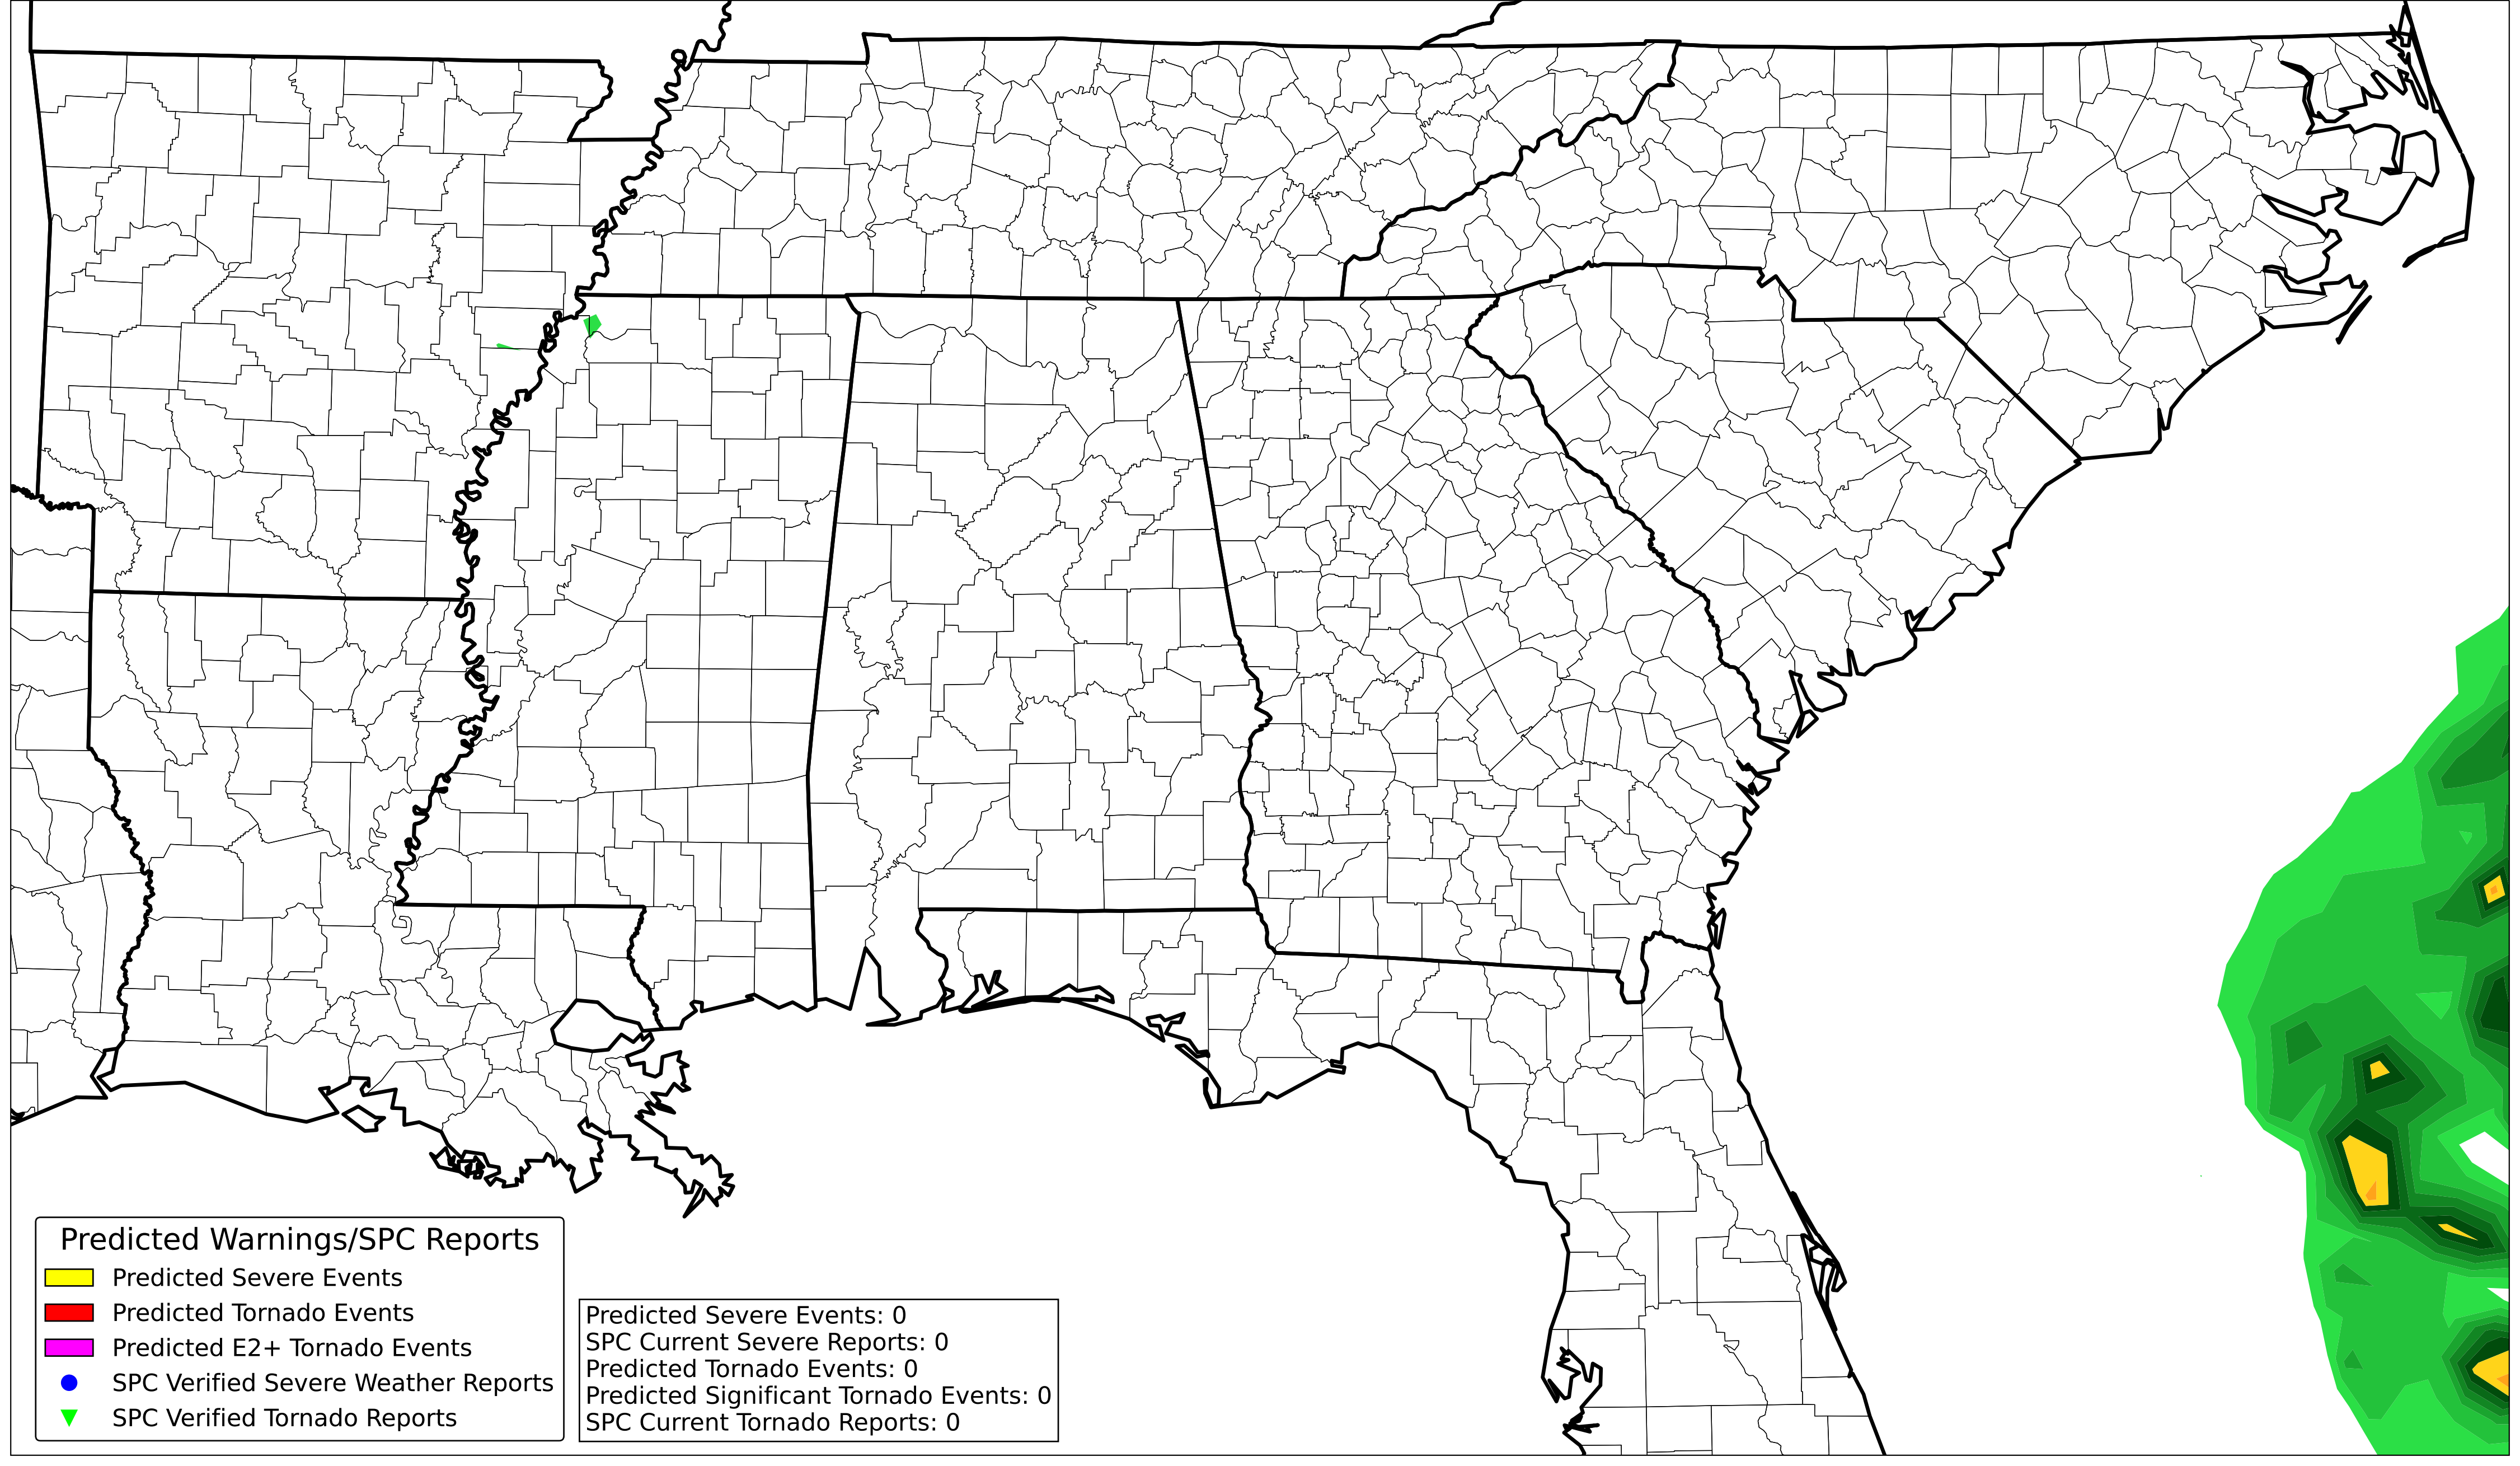 Predicted Warnings/SPC Reports
Predicted Severe Events
Predicted Tornado Events
Predicted E2+ Tornado Events
SPC Verified Severe Weather Reports
SPC Verified Tornado Reports
Predicted Severe Events: 0
SPC Current Severe Reports: 0
Predicted Tornado Events: 0
Predicted Significant Tornado Events: 0
SPC Current Tornado Reports: 0